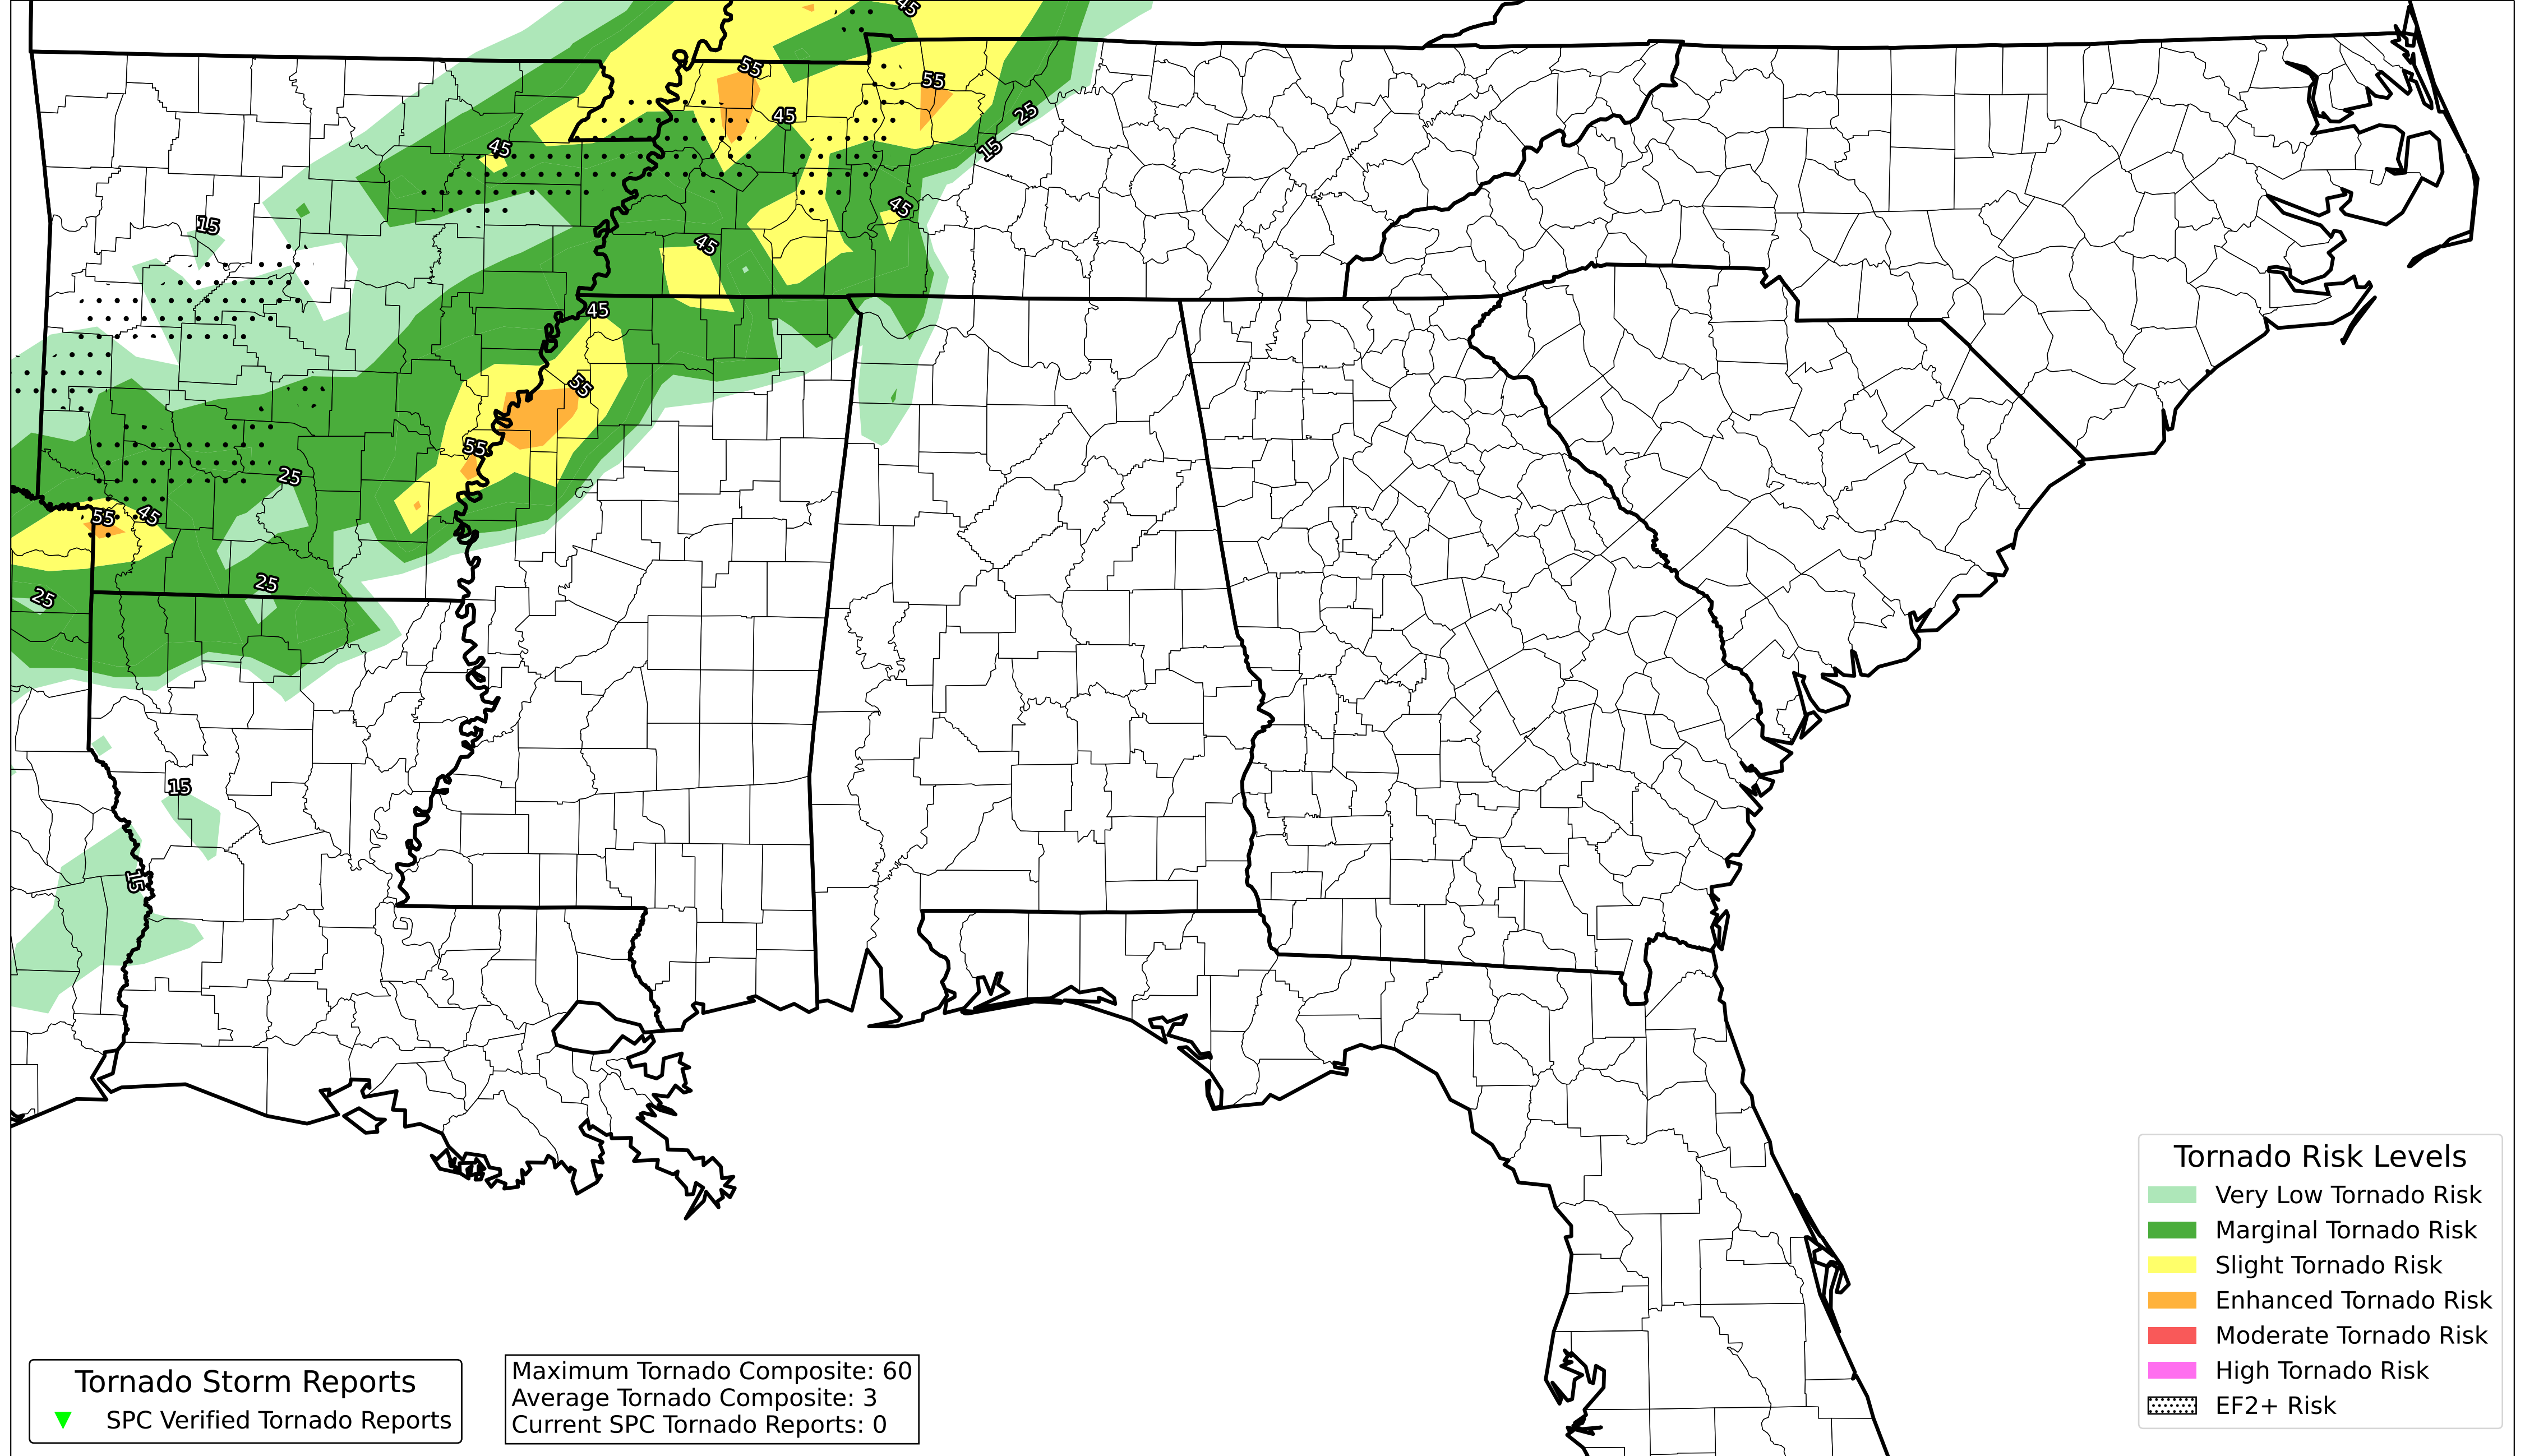 45
55
55
45
25
45
15
45
15
45
45
55
55
25
55
45
25
25
15
15
Tornado Risk Levels
Very Low Tornado Risk
Marginal Tornado Risk
Slight Tornado Risk
Enhanced Tornado Risk
Moderate Tornado Risk
High Tornado Risk
EF2+ Risk
Tornado Storm Reports
SPC Verified Tornado Reports
Maximum Tornado Composite: 60
Average Tornado Composite: 3
Current SPC Tornado Reports: 0